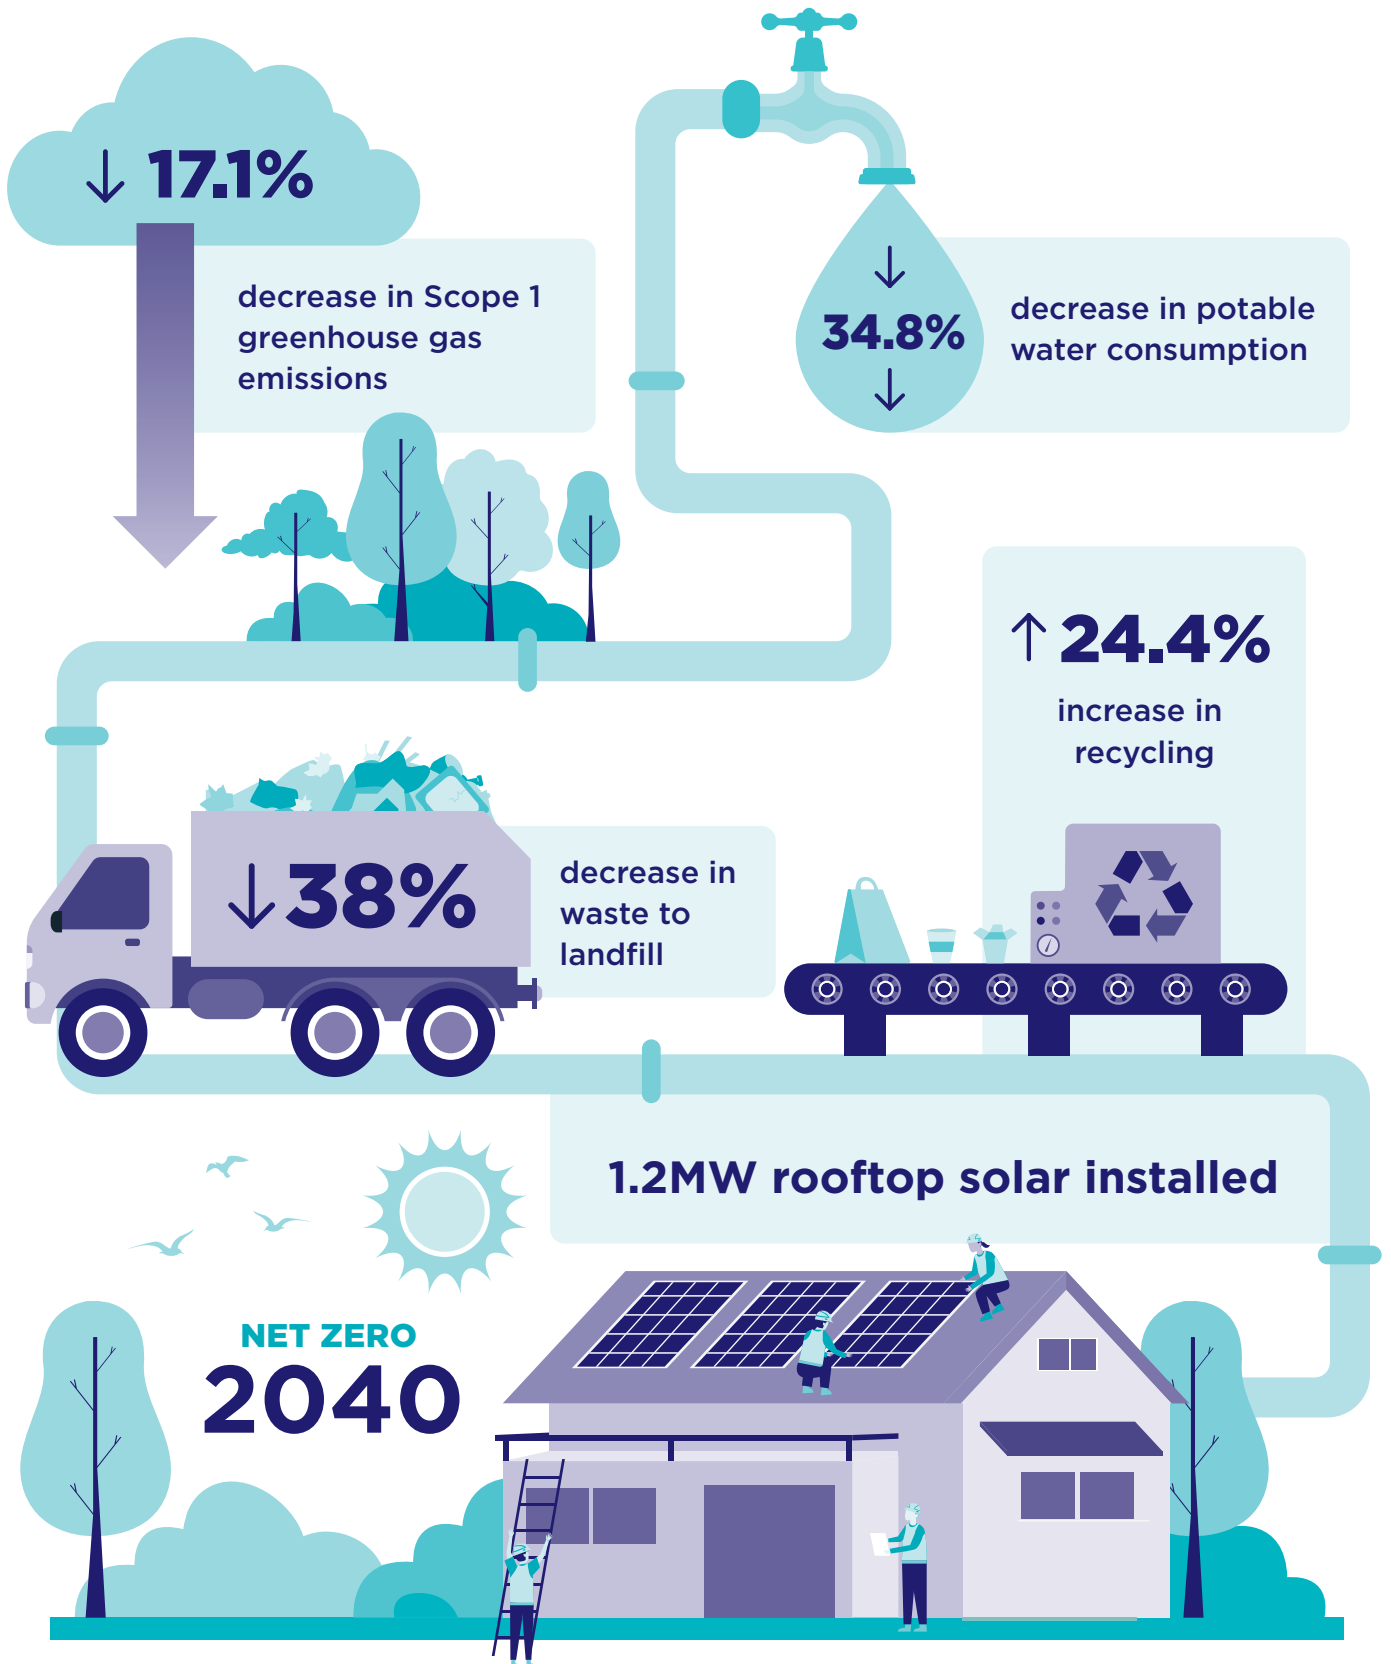 ↓ 17.1%
decrease in Scope 1
greenhouse gas
emissions
↓
34.8%
↓
decrease in potable
water consumption
↑ 24.4%
increase in
recycling
↓ 38%
decrease in
waste to
landfill
1.2MW rooftop solar installed
NET ZERO
2040